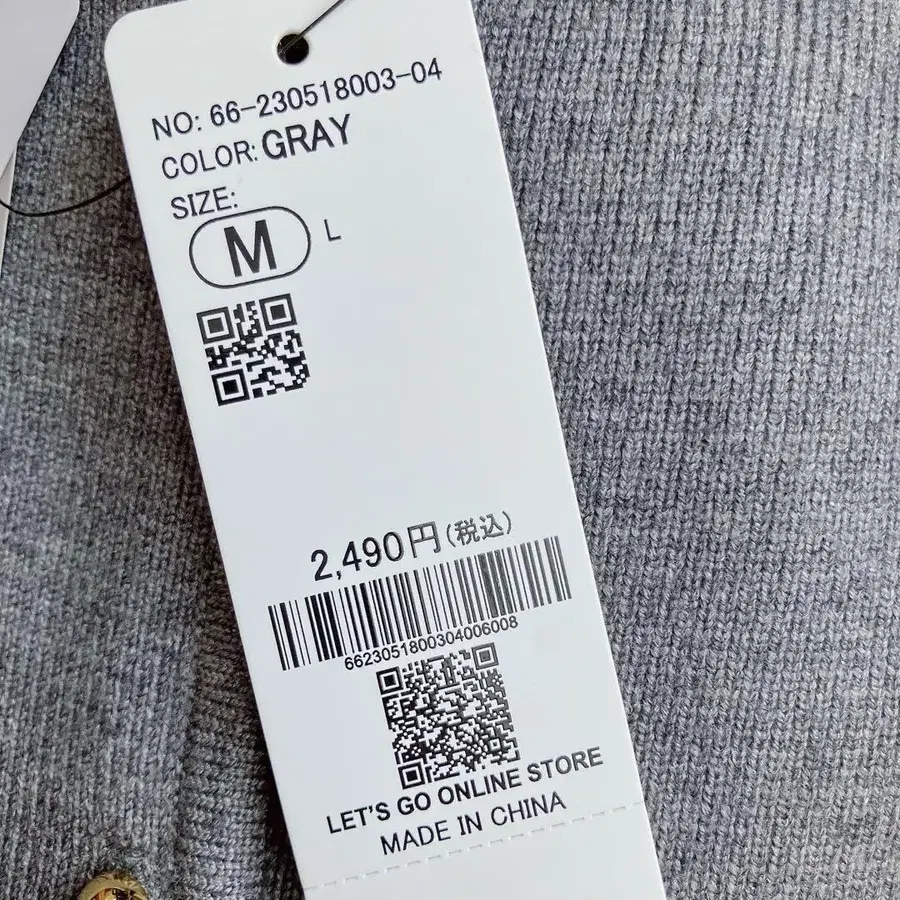 NO: 66-230518003-04
COLOR: GRAY
SIZE:
M L
2,490円(税込)
6623051800304006008
LET'S GO ONLINE STORE
MADE IN CHINA